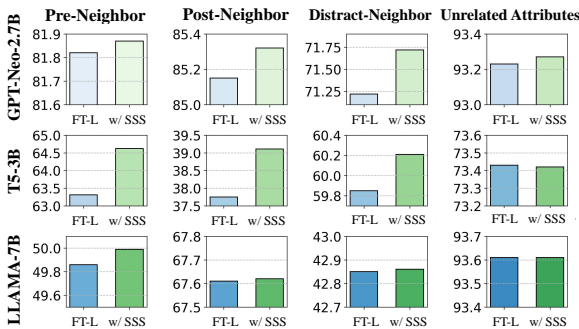 Pre-Neighbor Post-Neighbor Distract-Neighbor Unrelated Attributes
GPT-Neo-2.7B
81.9
81.8
81.7
81.6
FT-L w/ SSS
85.4
85.2
85.0
FT-L w/ SSS
71.75
71.50
71.25
FT-L w/ SSS
93.4
93.2
93.0
FT-L w/ SSS
T5-3B
65.0
64.5
63.5
63.0
FT-L w/ SSS
39.5
39.0
38.0
37.5
FT-L w/ SSS
60.4
60.2
59.8
FT-L w/ SSS
73.6
73.5
73.3
73.2
FT-L w/ SSS
LLAMA-7B
50.0
49.8
49.6
FT-L w/ SSS
67.8
67.7
67.6
67.5
FT-L w/ SSS
43.0
42.9
42.8
42.7
FT-L w/ SSS
93.7
93.6
93.5
93.4
FT-L w/ SSS